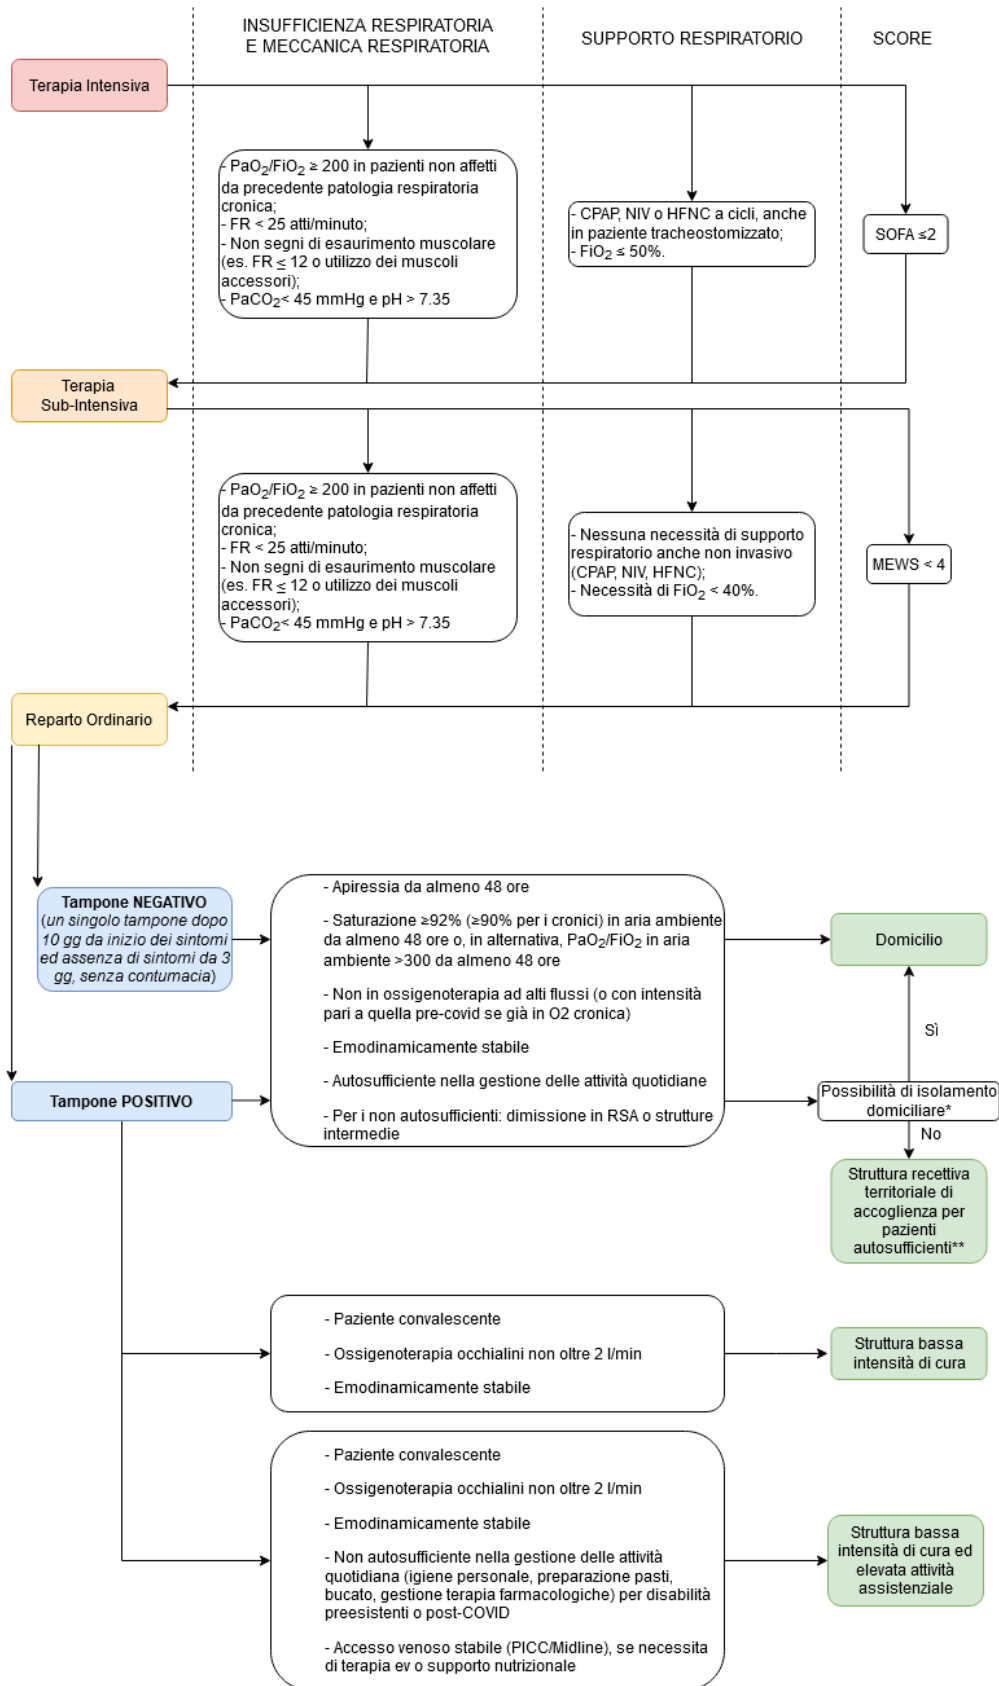 INSUFFICIENZA RESPIRATORIA
E MECCANICA RESPIRATORIA
SUPPORTO RESPIRATORIO
SCORE
Terapia Intensiva
- PaO2/FiO2 ≥ 200 in pazienti non affetti
da precedente patologia respiratoria
cronica;
- FR < 25 atti/minuto;
- Non segni di esaurimento muscolare
(es. FR ≤ 12 o utilizzo dei muscoli
accessori);
- PaCO2< 45 mmHg e pH > 7.35
- CPAP, NIV o HFNC a cicli, anche
in paziente tracheostomizzato;
- FiO2 ≤ 50%.
SOFA ≤2
Terapia
Sub-Intensiva
- PaO2/FiO2 ≥ 200 in pazienti non affetti
da precedente patologia respiratoria
cronica;
- FR < 25 atti/minuto;
- Non segni di esaurimento muscolare
(es. FR ≤ 12 o utilizzo dei muscoli
accessori);
- PaCO2< 45 mmHg e pH > 7.35
- Nessuna necessità di supporto
respiratorio anche non invasivo
(CPAP, NIV, HFNC);
- Necessità di FiO2 < 40%.
MEWS < 4
Reparto Ordinario
Tampone NEGATIVO
(un singolo tampone dopo
10 gg da inizio dei sintomi
ed assenza di sintomi da 3
gg, senza contumacia)
- Apiressia da almeno 48 ore
- Saturazione ≥92% (≥90% per i cronici) in aria ambiente
da almeno 48 ore o, in alternativa, PaO2/FiO2 in aria
ambiente >300 da almeno 48 ore
- Non in ossigenoterapia ad alti flussi (o con intensità
pari a quella pre-covid se già in O2 cronica)
- Emodinamicamente stabile
- Autosufficiente nella gestione delle attività quotidiane
- Per i non autosufficienti: dimissione in RSA o strutture
intermedie
Domicilio
Sì
Tampone POSITIVO
Possibilità di isolamento
domiciliare*
No
Struttura recettiva
territoriale di
accoglienza per
pazienti
autosufficienti**
- Paziente convalescente
- Ossigenoterapia occhialini non oltre 2 l/min
- Emodinamicamente stabile
Struttura bassa
intensità di cura
- Paziente convalescente
- Ossigenoterapia occhialini non oltre 2 l/min
- Emodinamicamente stabile
- Non autosufficiente nella gestione delle attività
quotidiana (igiene personale, preparazione pasti,
bucato, gestione terapia farmacologiche) per disabilità
preesistenti o post-COVID
- Accesso venoso stabile (PICC/Midline), se necessita
di terapia ev o supporto nutrizionale
Struttura bassa
intensità di cura ed
elevata attività
assistenziale